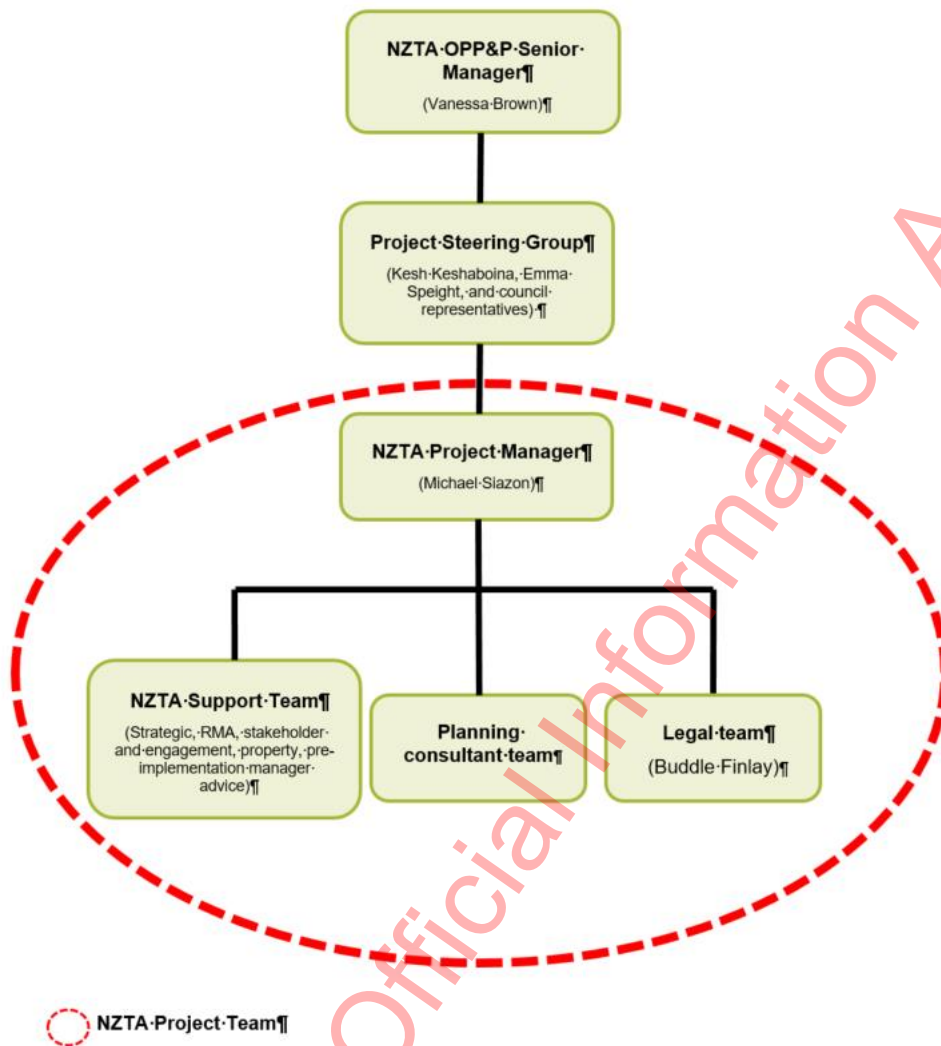 NZTA·OPP&P·Senior·
Manager¶
(Vanessa·Brown)¶
Project·Steering·Group¶
(Kesh·Keshaboina,·Emma·
Speight,·and·council·
representatives)·¶
NZTA·Project·Manager¶
(Michael·Siazon)¶
NZTA·Support·Team¶
(Strategic,·RMA,·stakeholder·
and·engagement,·property,·pre-
implementation·manager·
advice)¶
Planning·
consultant·team¶
Legal·team¶
(Buddle·Finlay)¶
NZTA·Project·Team¶
Official Information A